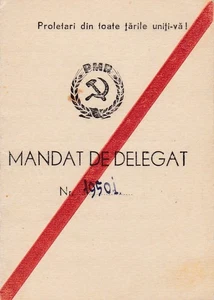 Proletari din toate țările uniți-vă!
PMR
MANDAT DE DELEGAT
Nr. 19501.